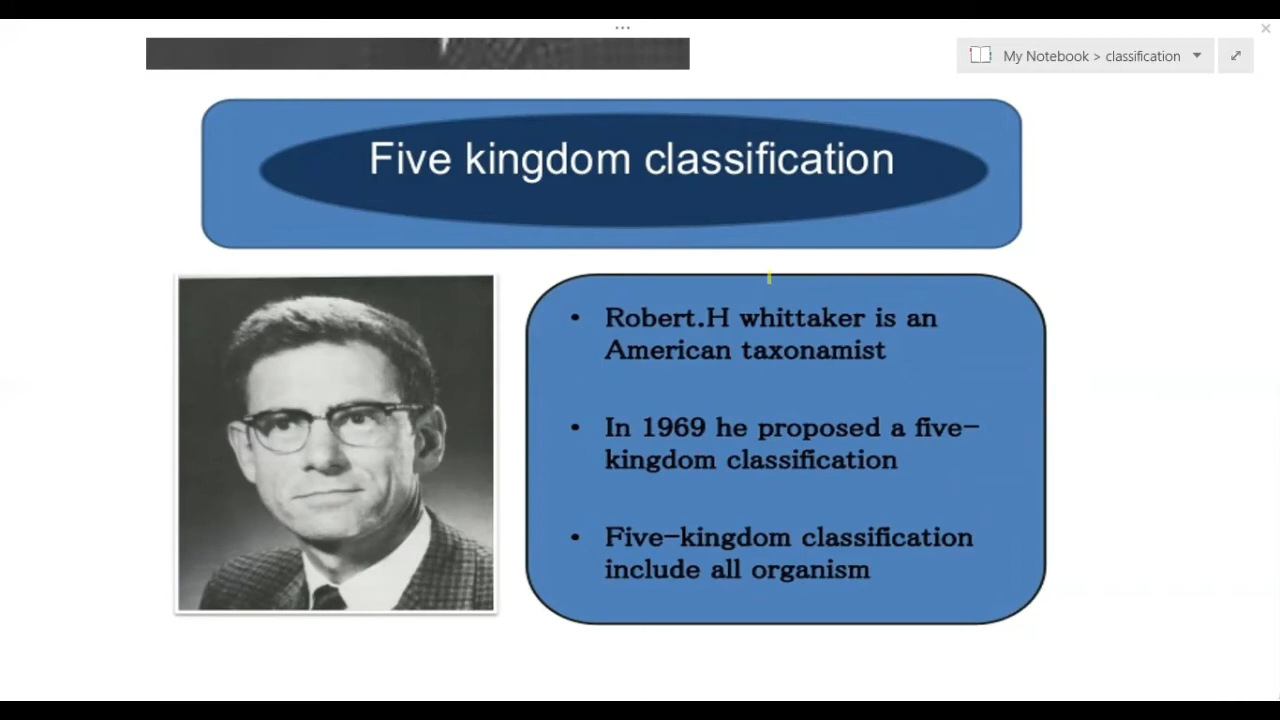 My Notebook > classification
Five kingdom classification
• Robert.H whittaker is an
American taxonamist
• In 1969 he proposed a five-
kingdom classification
• Five-kingdom classification
include all organism